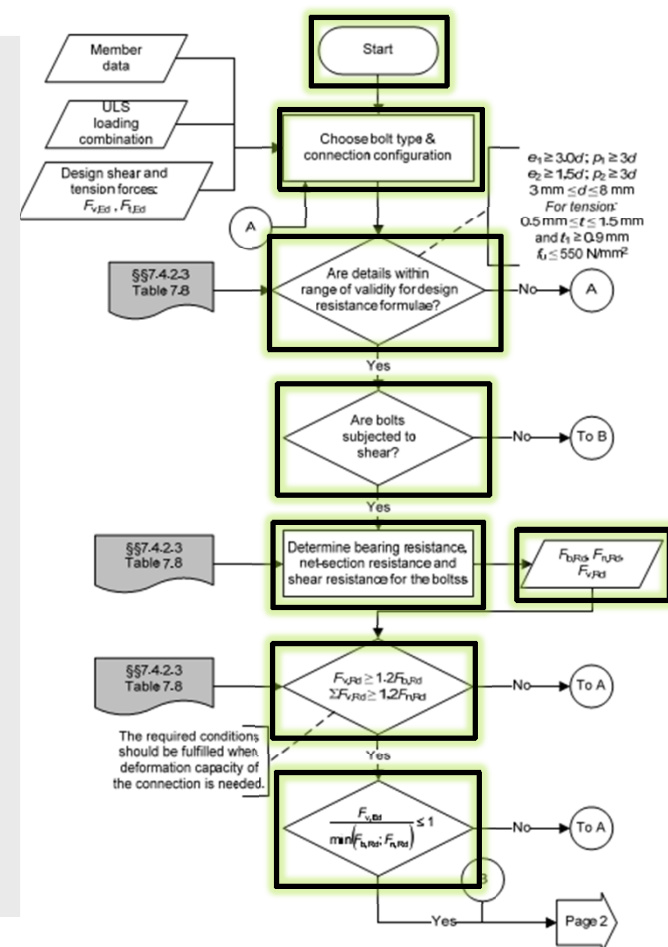 Start
Member
data
ULS
loading
combination
Design shear and
tension forces:
Fv,Ed , Ft,Ed
Choose bolt type &
connection configuration
e1 ≥ 3.0d; p1 ≥ 3d
e2 ≥ 1.5d; p2 ≥ 3d
3 mm ≤ d ≤ 8 mm
For tension:
0.5 mm ≤ t ≤ 1.5 mm
and t1 ≥ 0.9 mm
fu ≤ 550 N/mm²
A
§§7.4.2.3
Table 7.8
Are details within
range of validity for design
resistance formulae?
No
A
Yes
Are bolts
subjected to
shear?
No
To B
Yes
§§7.4.2.3
Table 7.8
Determine bearing resistance,
net-section resistance and
shear resistance for the boltss
Fb,Rd, Fn,Rd,
Fv,Rd
§§7.4.2.3
Table 7.8
Fv,Rd ≥ 1.2Fb,Rd
ΣFv,Rd ≥ 1.2Fn,Rd
No
To A
The required conditions
should be fulfilled when
deformation capacity of
the connection is needed.
Yes
Fv,Ed
min(Fb,Rd; Fn,Rd) ≤ 1
No
To A
B
Yes
Page 2